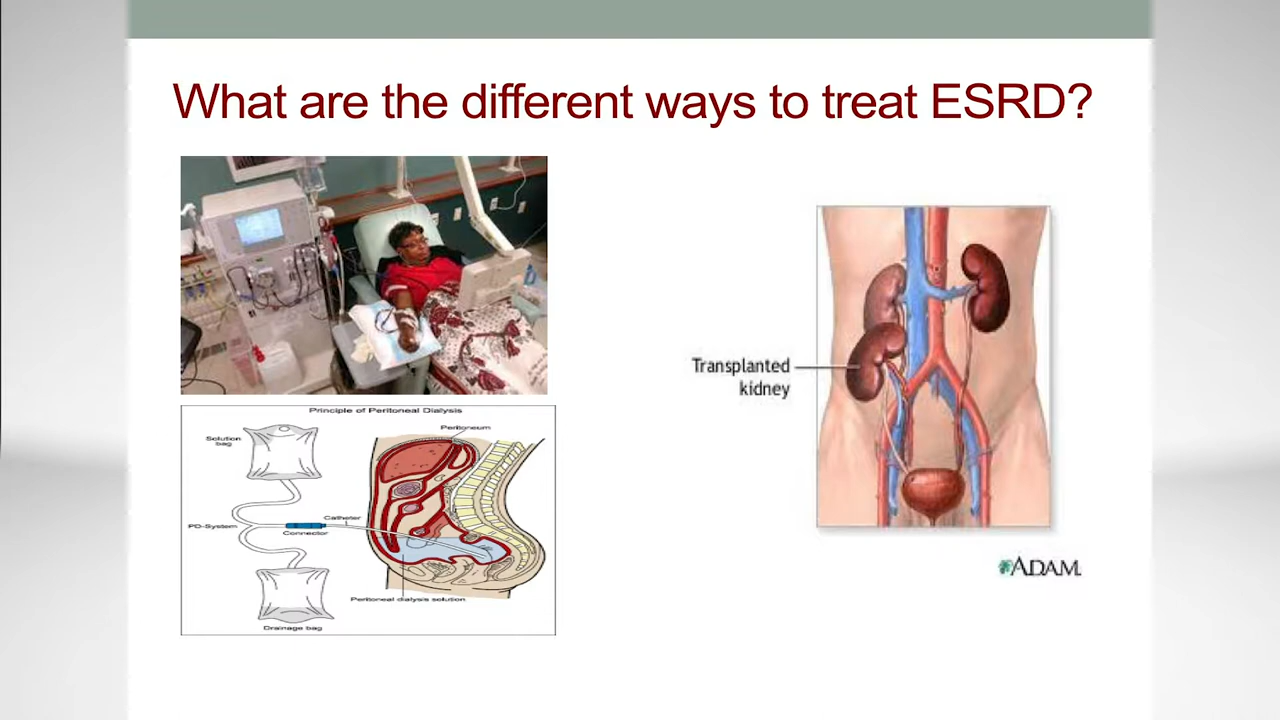 What are the different ways to treat ESRD?
Principle of Peritoneal Dialysis
Peritoneum
Solution
bag
Catheter
PD-System
Connector
Peritoneal dialysis solution
Drainage bag
Transplanted
kidney
A.D.A.M.